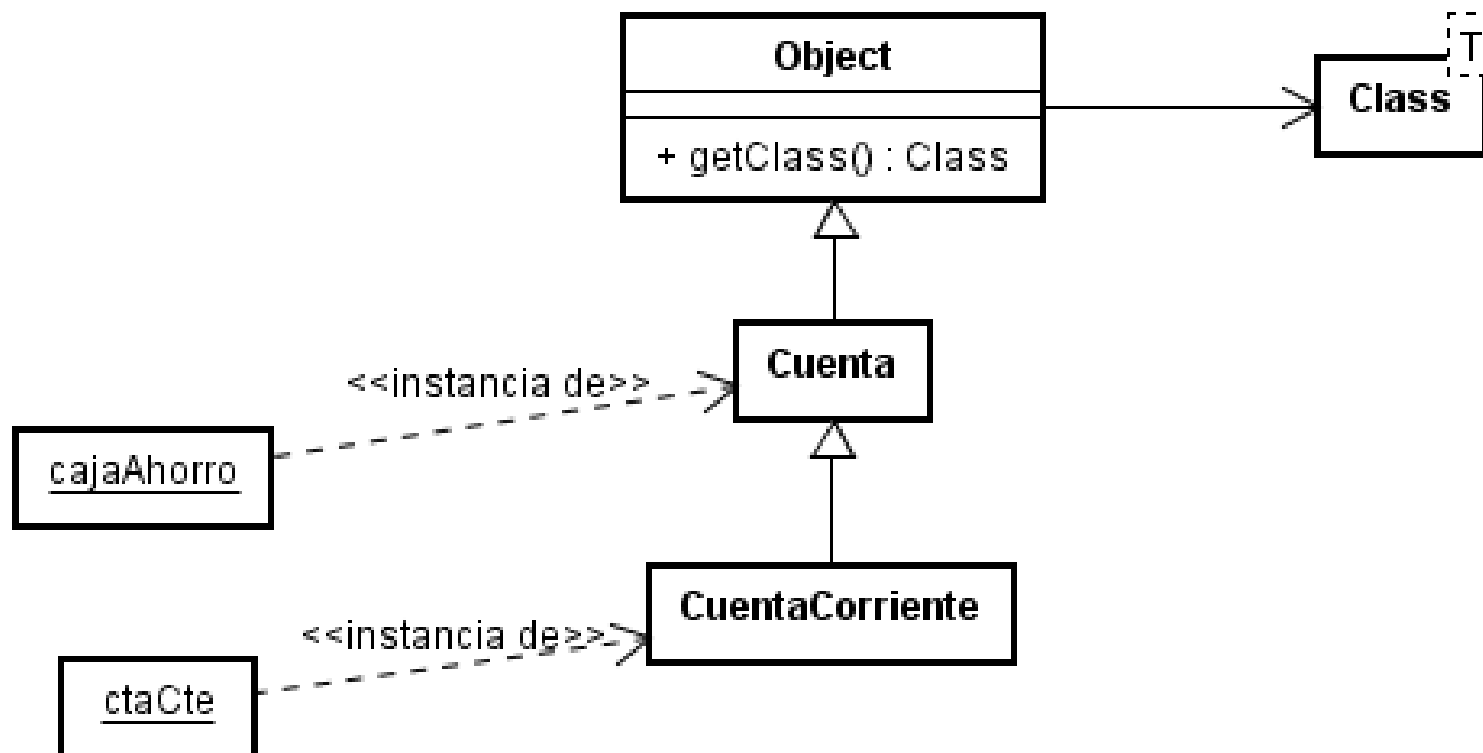 Object
T
Class
+ getClass() : Class
Cuenta
<<instancia de>>
cajaAhorro
CuentaCorriente
<<instancia de>>
ctaCte